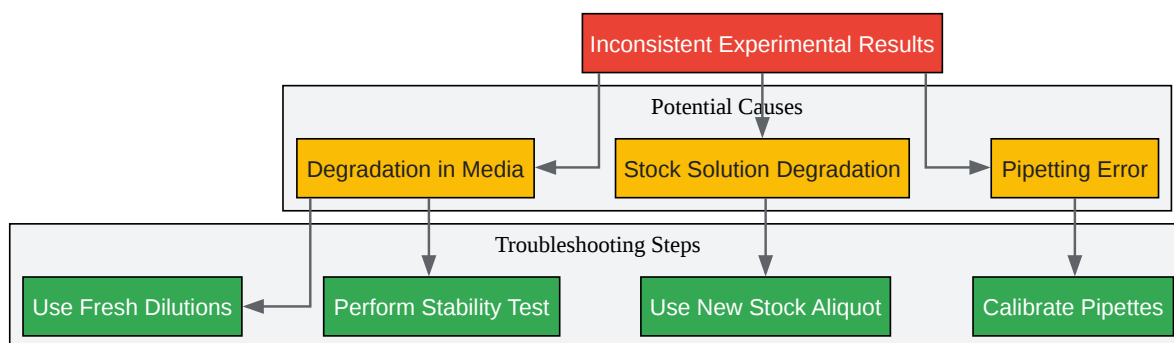 Inconsistent Experimental Results
Potential Causes
Degradation in Media
Stock Solution Degradation
Pipetting Error
Troubleshooting Steps
Use Fresh Dilutions
Perform Stability Test
Use New Stock Aliquot
Calibrate Pipettes